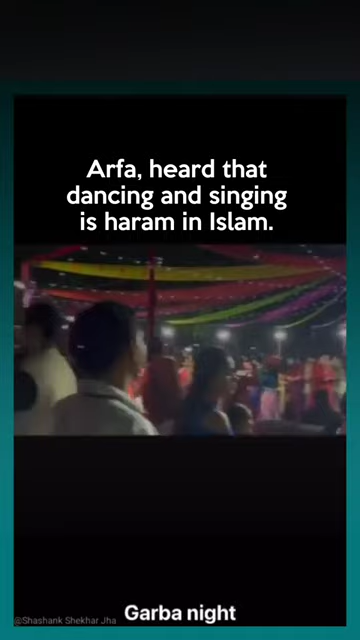 Arfa, heard that
dancing and singing
is haram in Islam.
@Shashank Shekhar Jha
Garba night